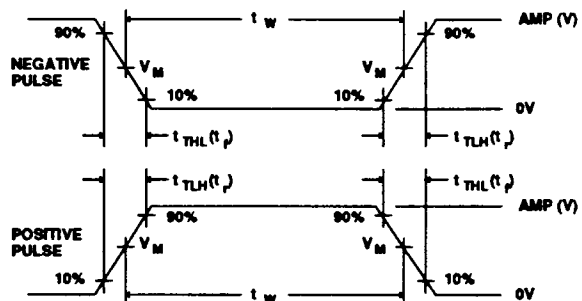 t W AMP (V)
90% 90%
NEGATIVE
PULSE
V M V M
10% 10%
0V
t THL (t f) t TLH (t r)
t TLH (t r) t THL (t f)
AMP (V)
90% 90%
POSITIVE
PULSE
V M V M
10% 10%
t W 0V